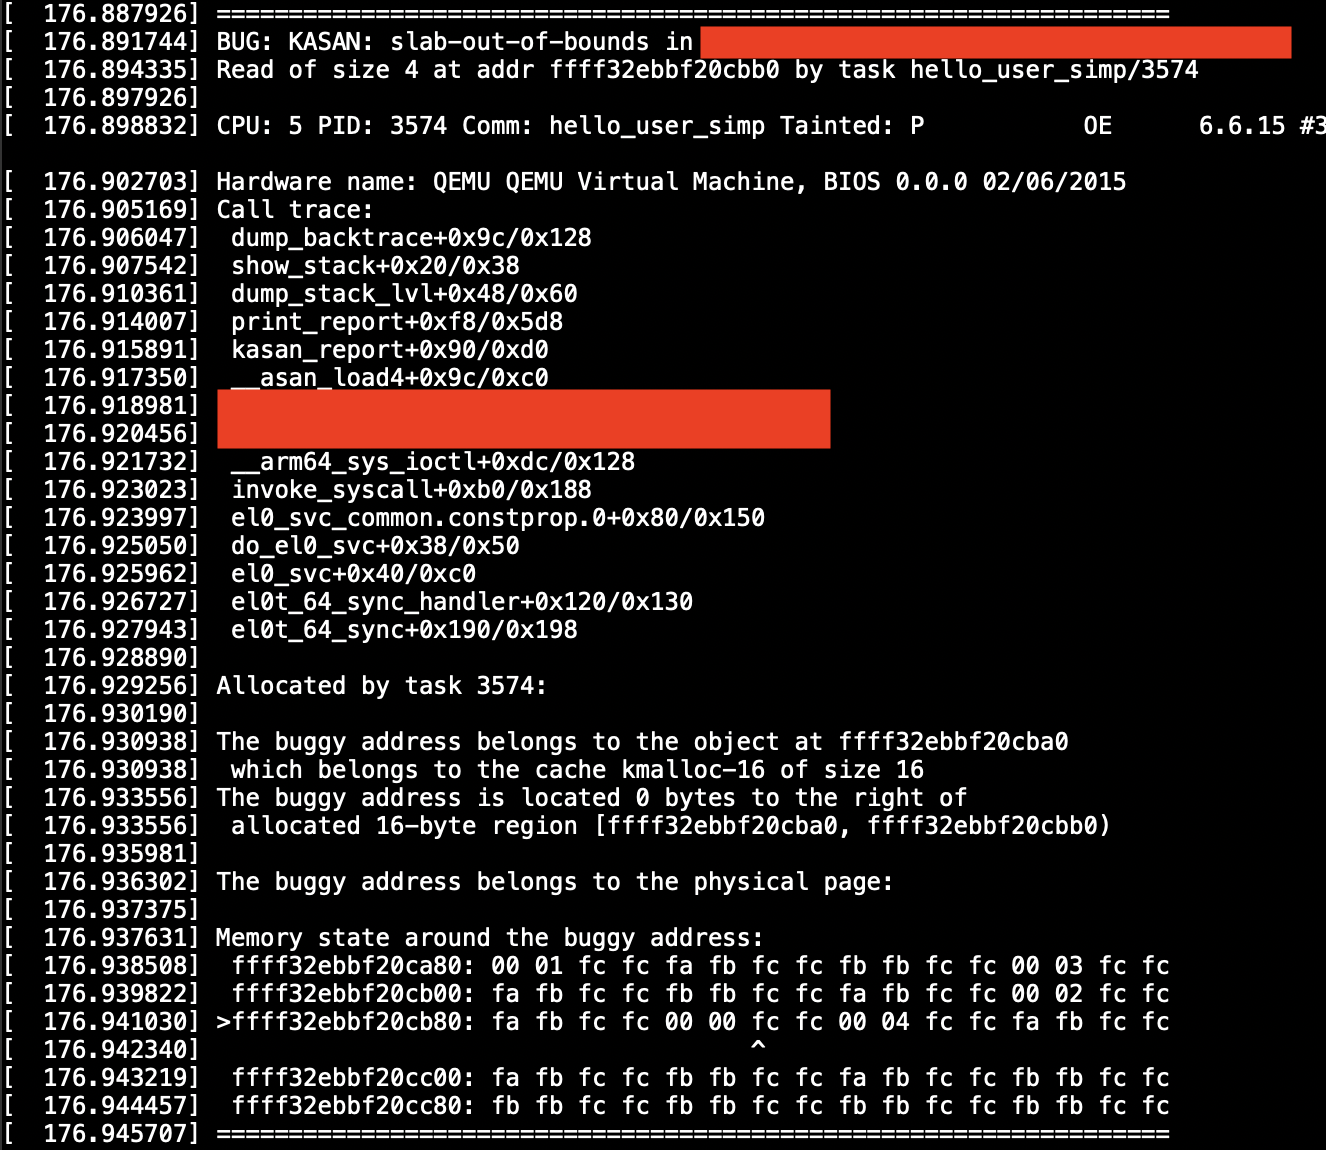 [  176.887926] ==================================================================
[  176.891744] BUG: KASAN: slab-out-of-bounds in
[  176.894335] Read of size 4 at addr ffff32ebbf20cbb0 by task hello_user_simp/3574
[  176.897926]
[  176.898832] CPU: 5 PID: 3574 Comm: hello_user_simp Tainted: P           OE      6.6.15 #3
[  176.902703] Hardware name: QEMU QEMU Virtual Machine, BIOS 0.0.0 02/06/2015
[  176.905169] Call trace:
[  176.906047]  dump_backtrace+0x9c/0x128
[  176.907542]  show_stack+0x20/0x38
[  176.910361]  dump_stack_lvl+0x48/0x60
[  176.914007]  print_report+0xf8/0x5d8
[  176.915891]  kasan_report+0x90/0xd0
[  176.917350]  __asan_load4+0x9c/0xc0
[  176.918981]
[  176.920456]
[  176.921732]  __arm64_sys_ioctl+0xdc/0x128
[  176.923023]  invoke_syscall+0xb0/0x188
[  176.923997]  el0_svc_common.constprop.0+0x80/0x150
[  176.925050]  do_el0_svc+0x38/0x50
[  176.925962]  el0_svc+0x40/0xc0
[  176.926727]  el0t_64_sync_handler+0x120/0x130
[  176.927943]  el0t_64_sync+0x190/0x198
[  176.928890]
[  176.929256] Allocated by task 3574:
[  176.930190]
[  176.930938] The buggy address belongs to the object at ffff32ebbf20cba0
[  176.930938]  which belongs to the cache kmalloc-16 of size 16
[  176.933556] The buggy address is located 0 bytes to the right of
[  176.933556]  allocated 16-byte region [ffff32ebbf20cba0, ffff32ebbf20cbb0)
[  176.935981]
[  176.936302] The buggy address belongs to the physical page:
[  176.937375]
[  176.937631] Memory state around the buggy address:
[  176.938508]  ffff32ebbf20ca80: 00 01 fc fc fa fb fc fc fb fb fc fc 00 03 fc fc
[  176.939822]  ffff32ebbf20cb00: fa fb fc fc fb fb fc fc fa fb fc fc 00 02 fc fc
[  176.941030] >ffff32ebbf20cb80: fa fb fc fc 00 00 fc fc 00 04 fc fc fa fb fc fc
[  176.942340]                                      ^
[  176.943219]  ffff32ebbf20cc00: fa fb fc fc fb fb fc fc fa fb fc fc fb fb fc fc
[  176.944457]  ffff32ebbf20cc80: fb fb fc fc fb fb fc fc fb fb fc fc fb fb fc fc
[  176.945707] ==================================================================